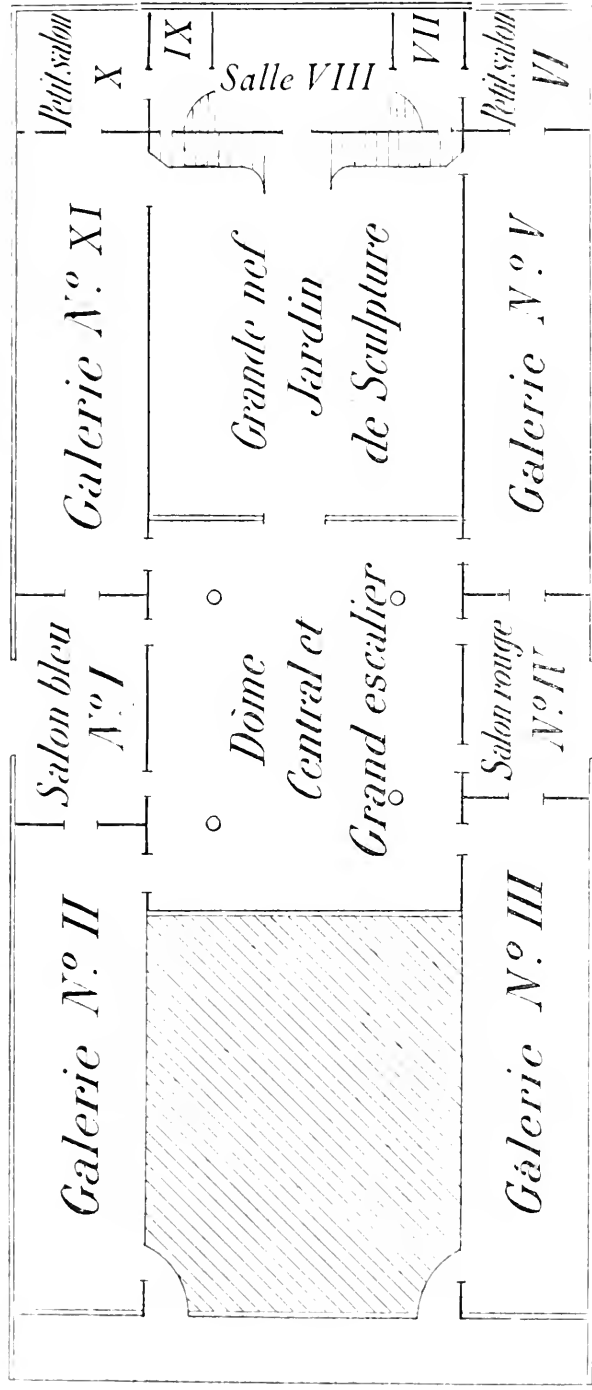 Petit salon
X
IX
Salle VIII
VII
Petit salon
VI
Galerie N.º XI
Grande nef
Jardin
de Sculpture
Galerie N.º V
Salon bleu
N.º I
Dôme
Central et
Grand escalier
Salon rouge
N.º IV
Galerie N.º II
Galerie N.º III